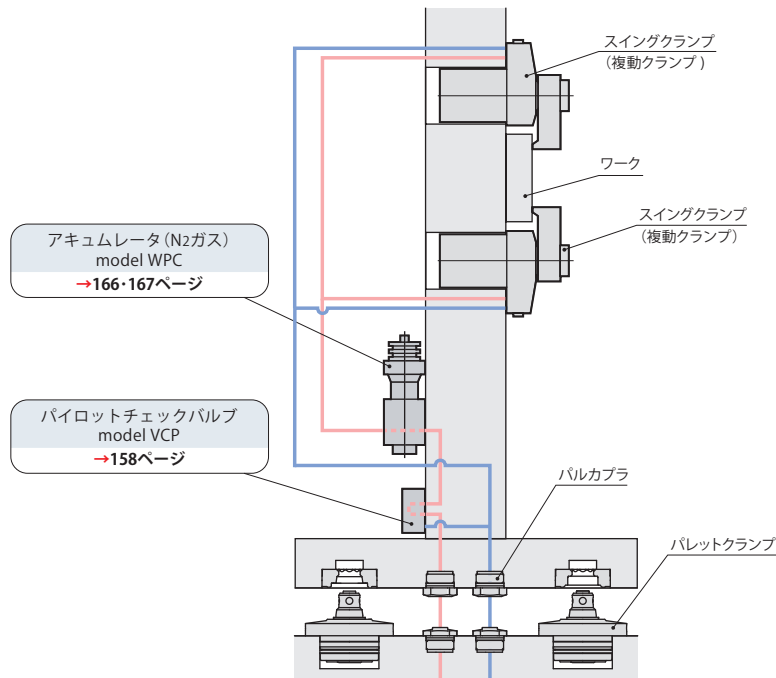 スイングクランプ
(複動クランプ )
ワーク
スイングクランプ
(複動クランプ)
アキュムレータ(N2ガス)
model WPC
→166・167ページ
パイロットチェックバルブ
model VCP
→158ページ
パルカプラ
パレットクランプ